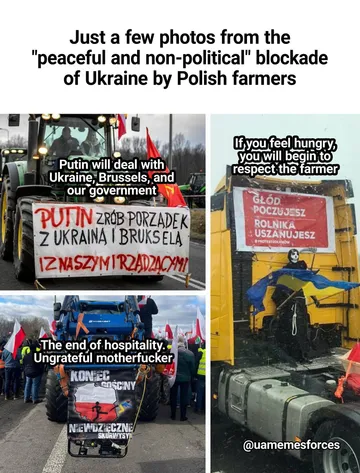 Just a few photos from the
"peaceful and non-political" blockade
of Ukraine by Polish farmers
Putin will deal with
Ukraine, Brussels, and
our government
PUTIN ZRÓB PORZĄDEK
Z UKRAINĄ I BRUKSELĄ
I Z NASZYMI RZĄDZĄCYMI
The end of hospitality.
Ungrateful motherfucker
KONIEC
GOŚCINY
NIEWDZIĘCZNE
SKURWYSYNY
If you feel hungry,
you will begin to
respect the farmer
GŁÓD
POCZUJESZ
ROLNIKA
USZANUJESZ
@uamemesforces